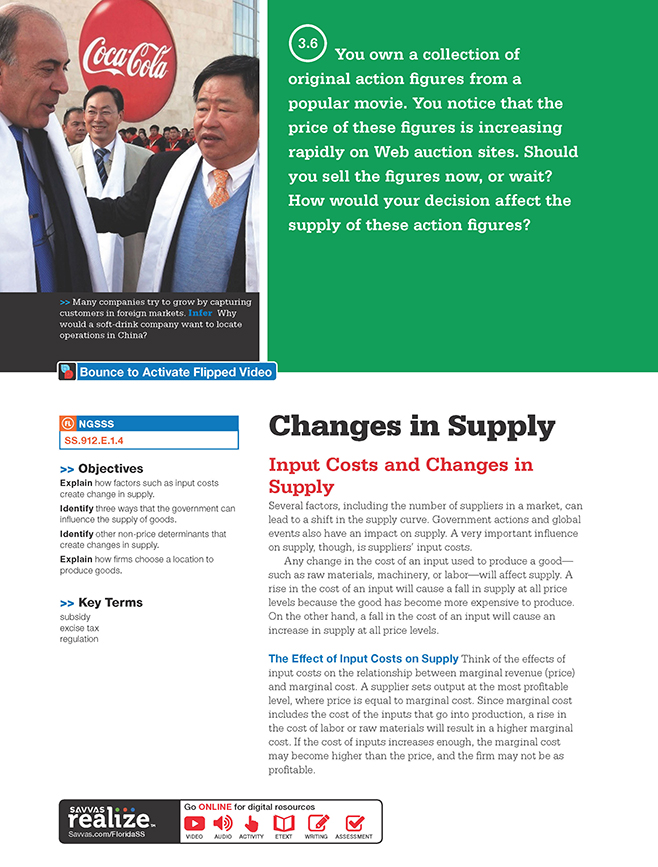 Coca-Cola
3.6
You own a collection of
original action figures from a
popular movie. You notice that the
price of these figures is increasing
rapidly on Web auction sites. Should
you sell the figures now, or wait?
How would your decision affect the
supply of these action figures?
>> Many companies try to grow by capturing
customers in foreign markets. Infer Why
would a soft-drink company want to locate
operations in China?
Bounce to Activate Flipped Video
FL NGSSS
SS.912.E.1.4
>> Objectives
Explain how factors such as input costs
create change in supply.
Identify three ways that the government can
influence the supply of goods.
Identify other non-price determinants that
create changes in supply.
Explain how firms choose a location to
produce goods.
>> Key Terms
subsidy
excise tax
regulation
Changes in Supply
Input Costs and Changes in
Supply
Several factors, including the number of suppliers in a market, can
lead to a shift in the supply curve. Government actions and global
events also have an impact on supply. A very important influence
on supply, though, is suppliers' input costs.
Any change in the cost of an input used to produce a good—
such as raw materials, machinery, or labor—will affect supply. A
rise in the cost of an input will cause a fall in supply at all price
levels because the good has become more expensive to produce.
On the other hand, a fall in the cost of an input will cause an
increase in supply at all price levels.
The Effect of Input Costs on Supply Think of the effects of
input costs on the relationship between marginal revenue (price)
and marginal cost. A supplier sets output at the most profitable
level, where price is equal to marginal cost. Since marginal cost
includes the cost of the inputs that go into production, a rise in
the cost of labor or raw materials will result in a higher marginal
cost. If the cost of inputs increases enough, the marginal cost
may become higher than the price, and the firm may not be as
profitable.
SAVVAS
realize
Savvas.com/FloridaSS
Go ONLINE for digital resources
VIDEO AUDIO ACTIVITY ETEXT WRITING ASSESSMENT